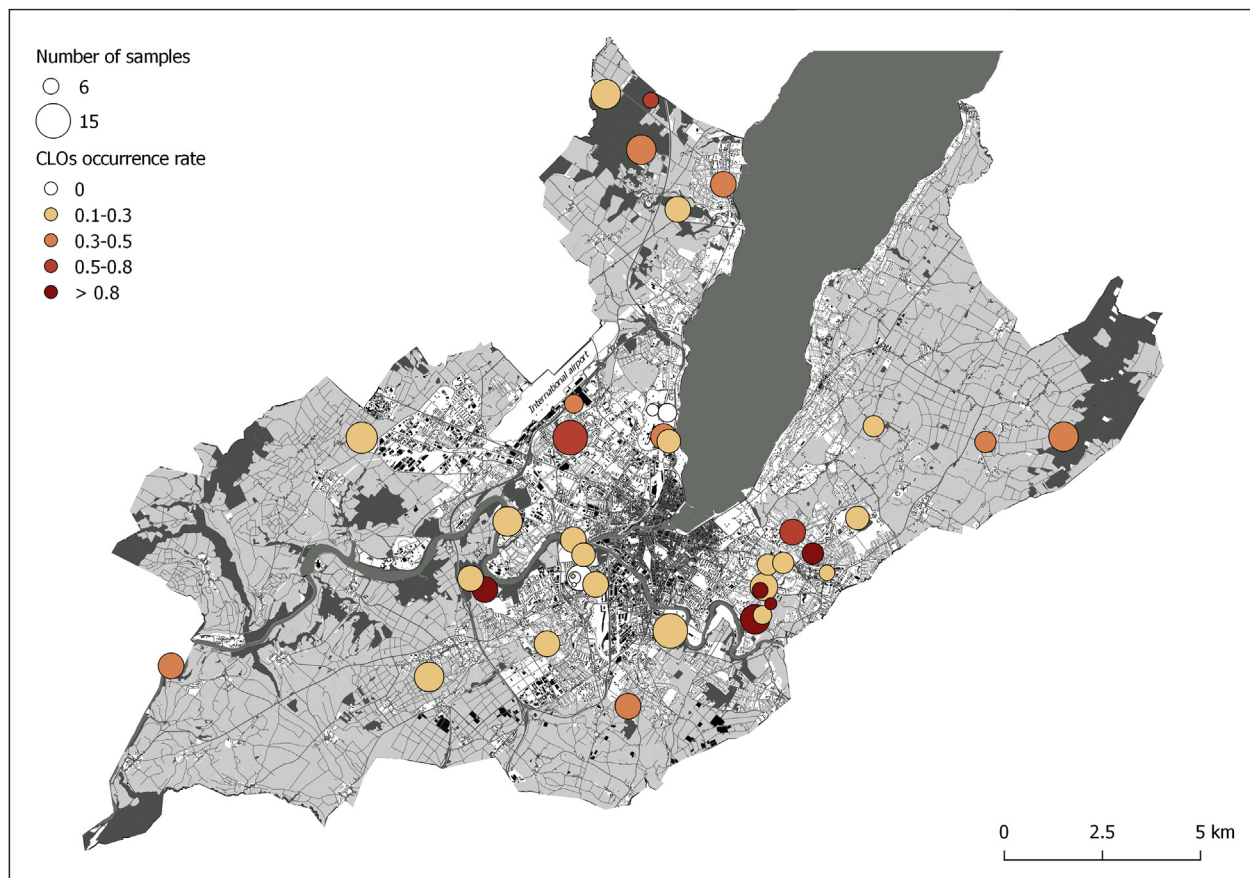 Number of samples
6
15
CLOs occurrence rate
0
0.1-0.3
0.3-0.5
0.5-0.8
> 0.8
International airport
0 2.5 5 km